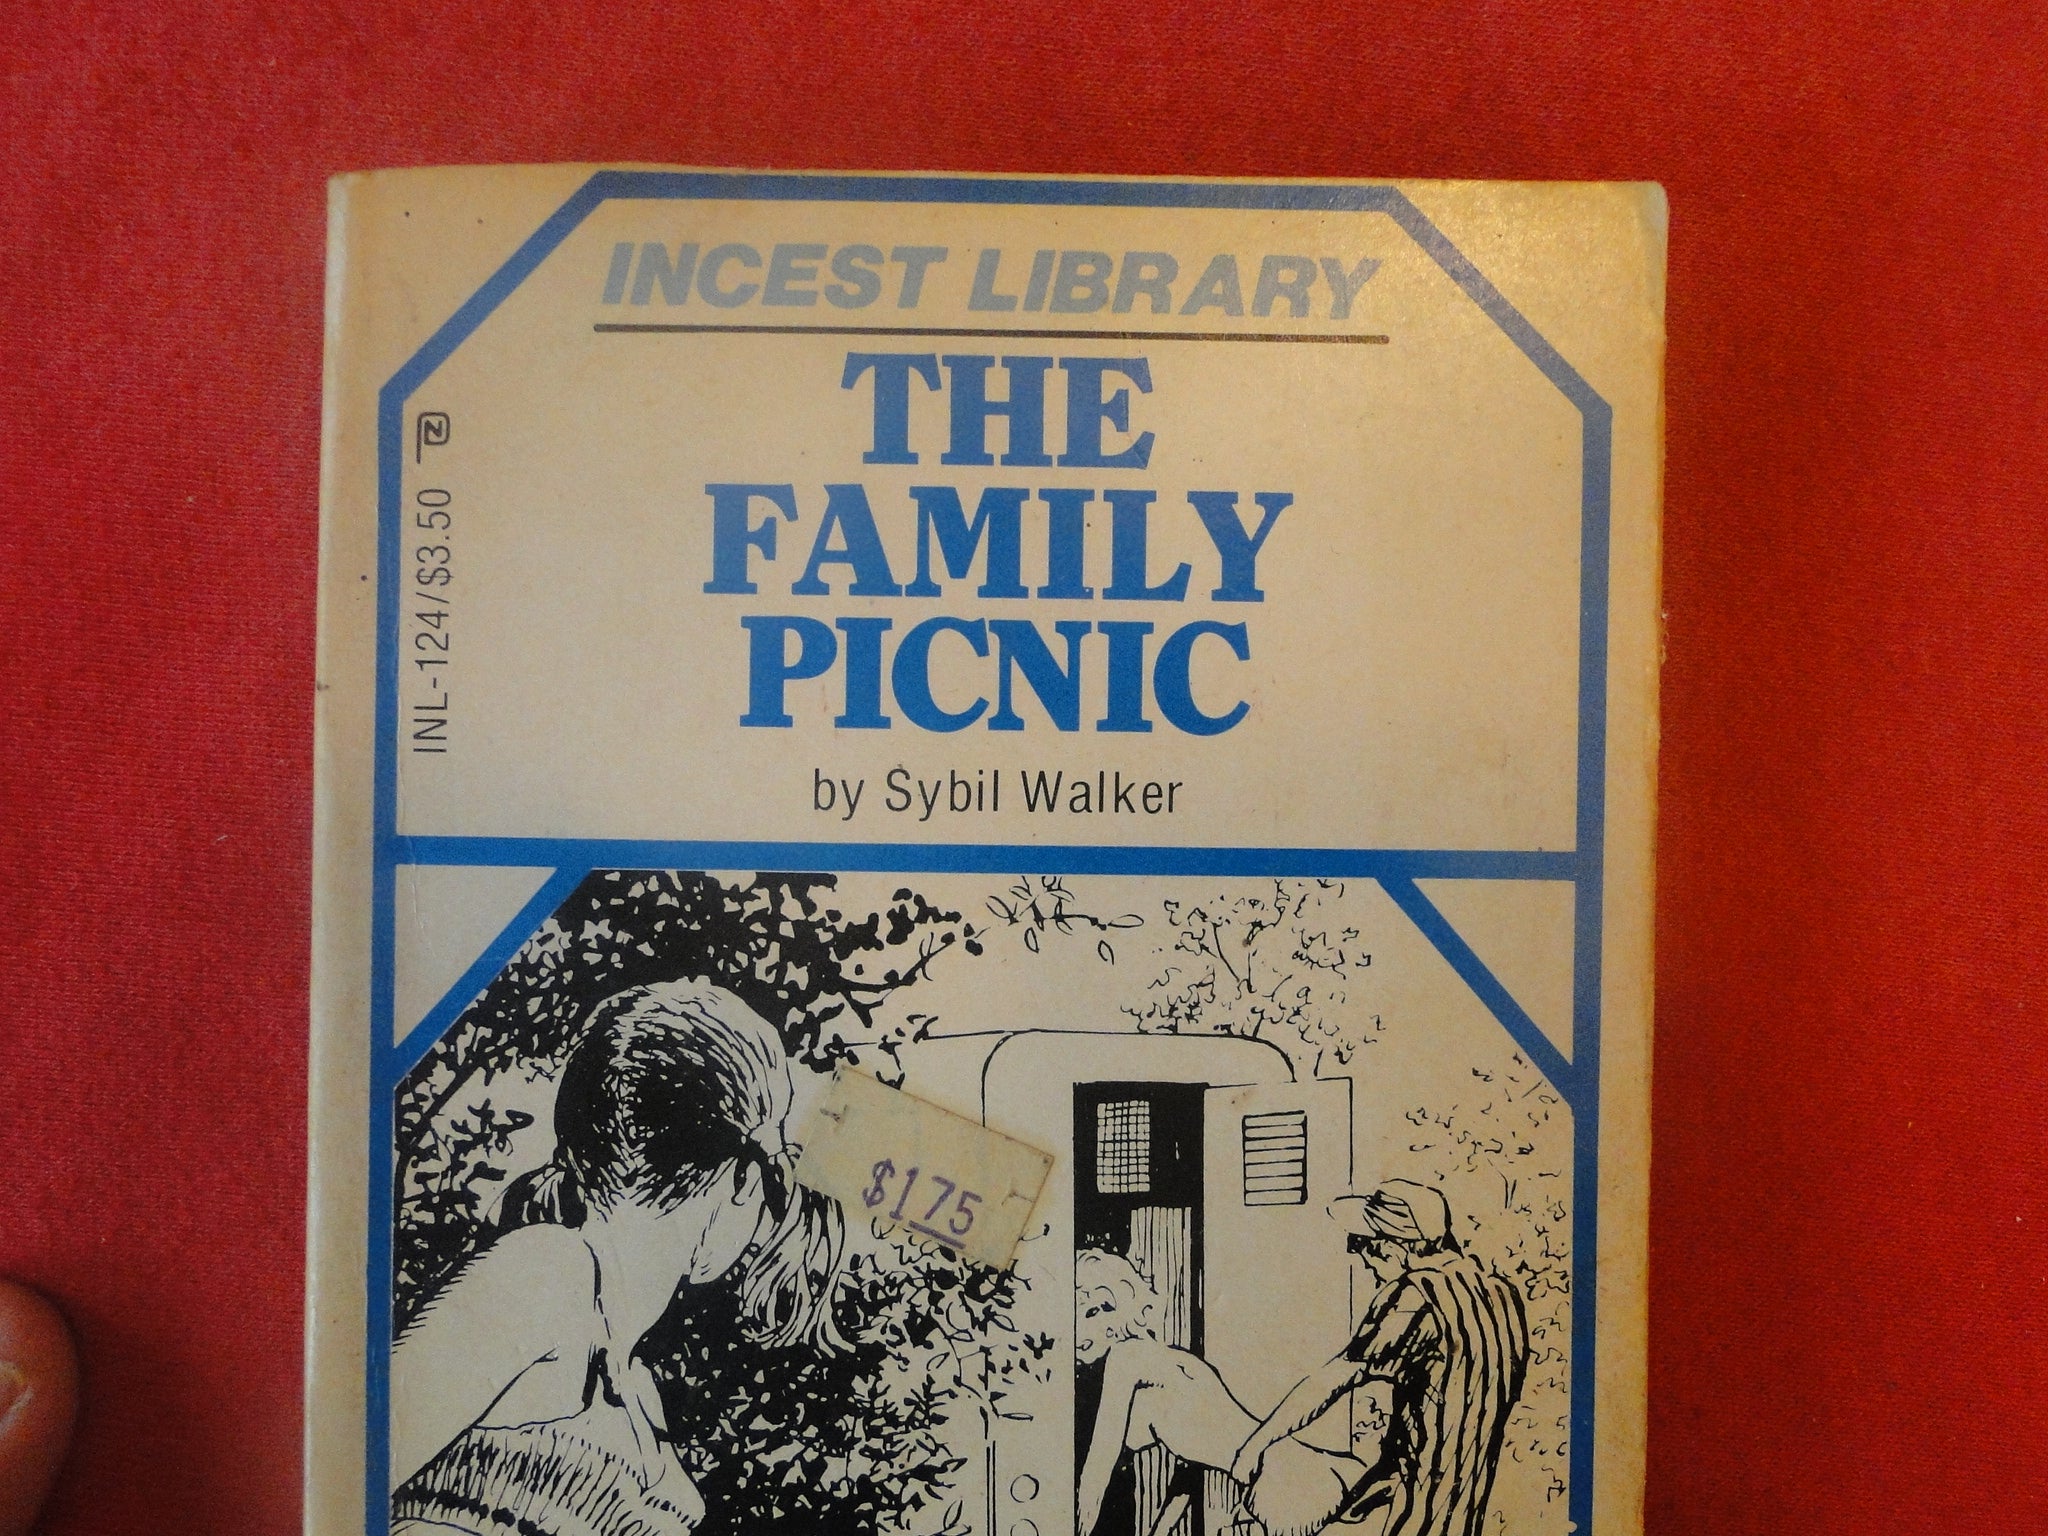 INCEST LIBRARY
THE
FAMILY
PICNIC
by Sybil Walker
INL-124/$3.50
$1.75